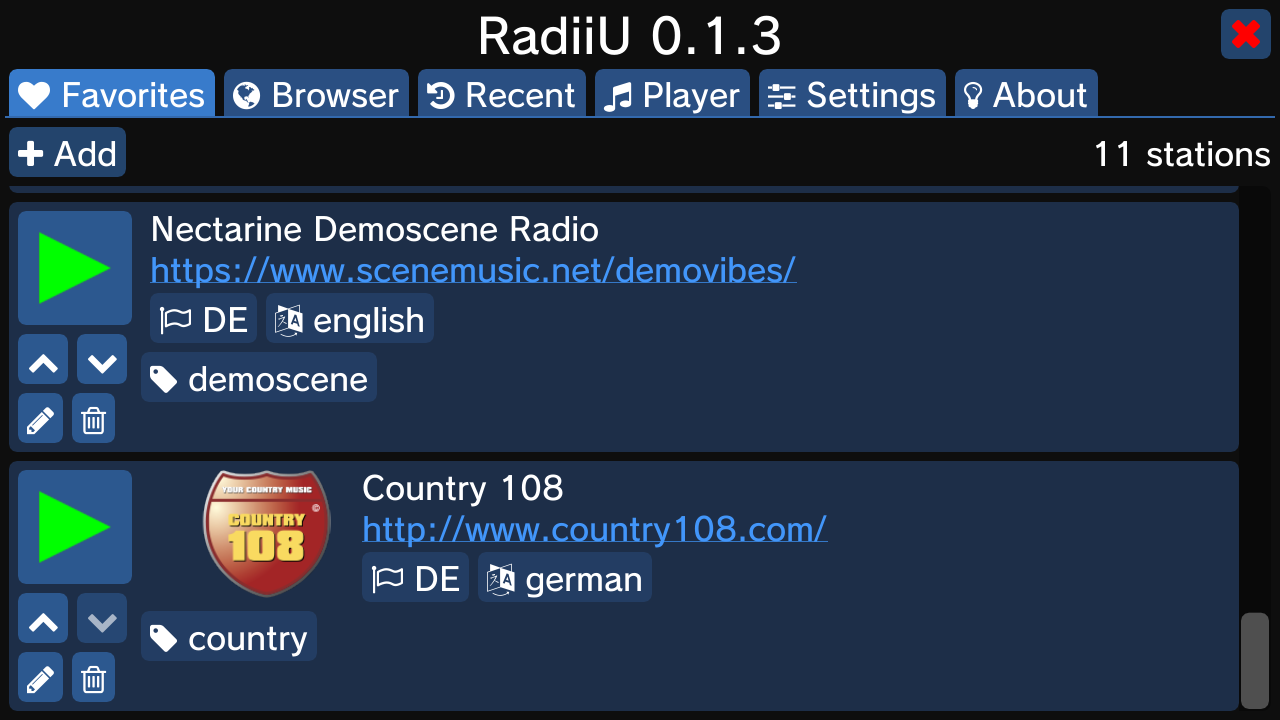 RadiiU 0.1.3
Favorites Browser Recent Player Settings About
Add 11 stations
Nectarine Demoscene Radio
https://www.scenemusic.net/demovibes/
DE english
demoscene
YOUR COUNTRY MUSIC
COUNTRY
108
Country 108
http://www.country108.com/
DE german
country